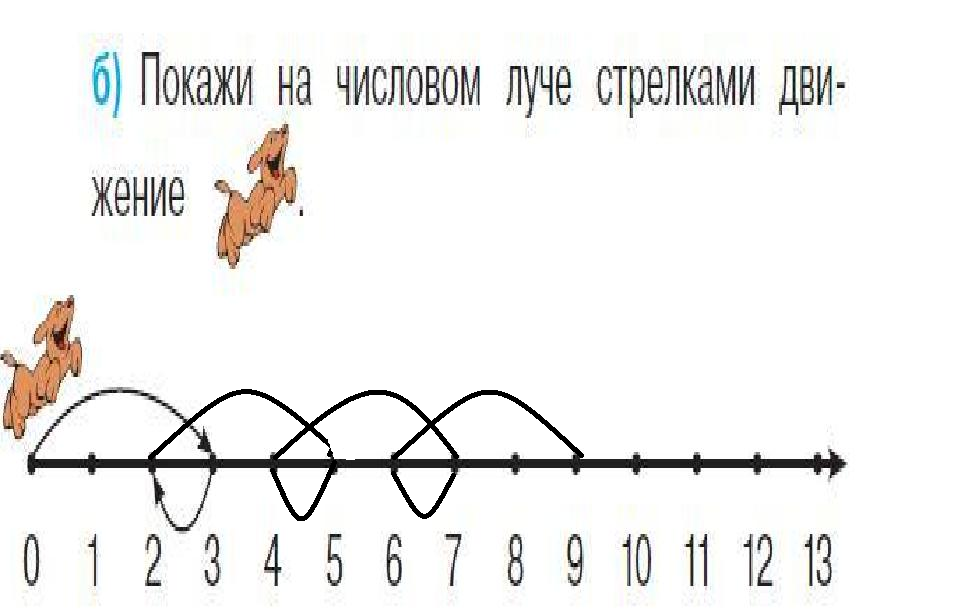 б) Покажи на числовом луче стрелками дви-
жение .
0 1 2 3 4 5 6 7 8 9 10 11 12 13